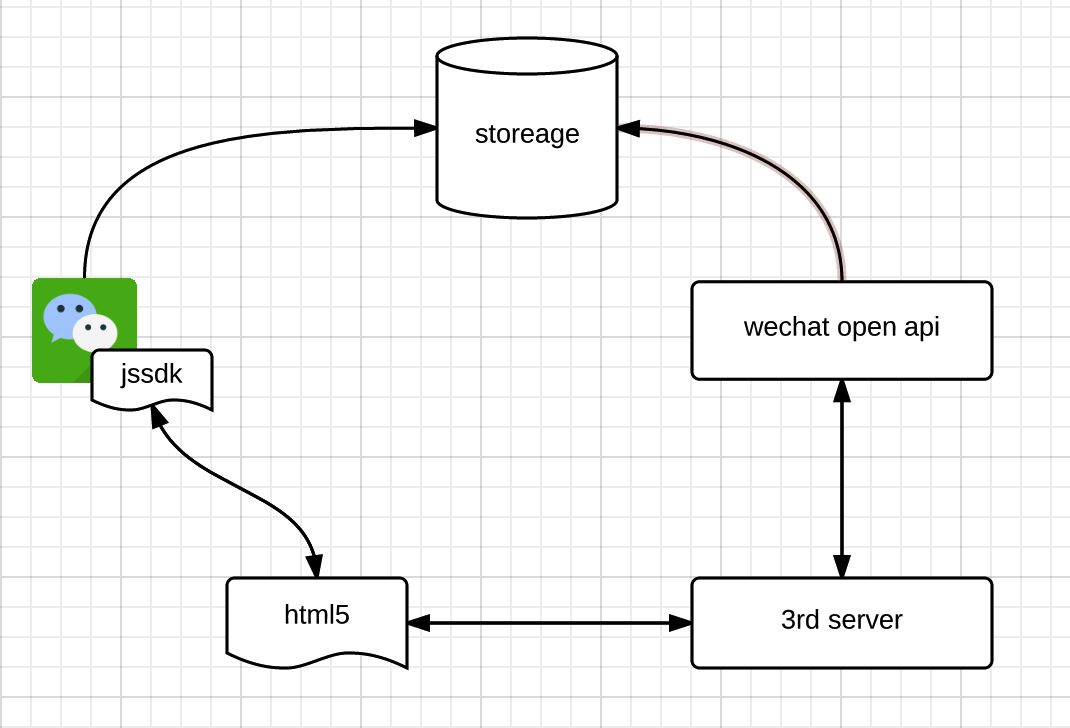 storeage
wechat open api
jssdk
html5
3rd server